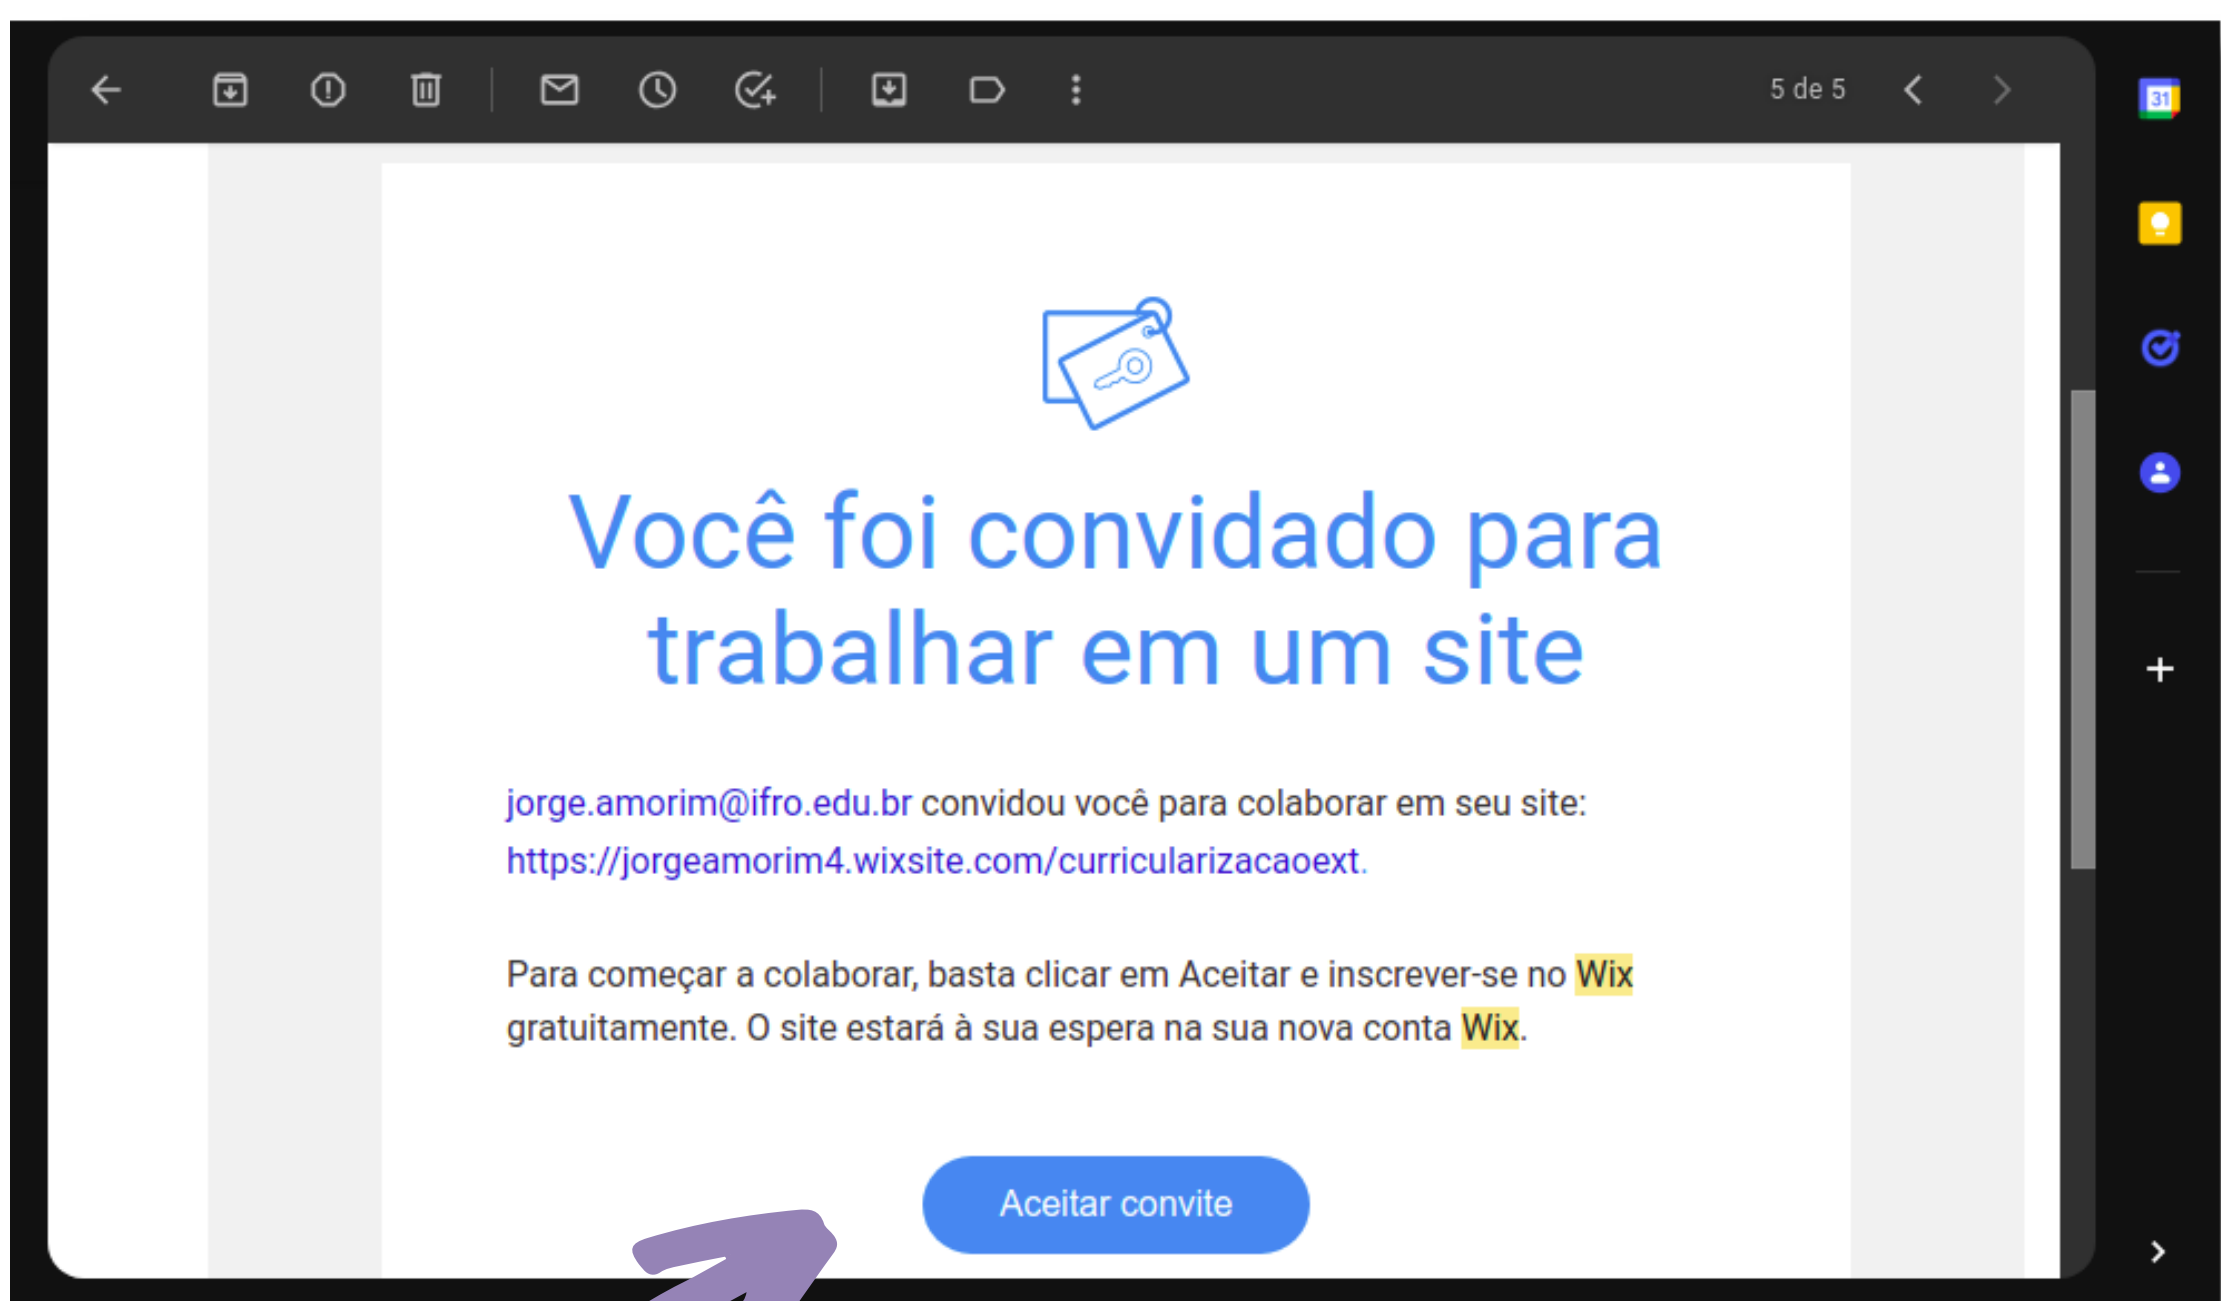 5 de 5
31
Você foi convidado para
trabalhar em um site
jorge.amorim@ifro.edu.br convidou você para colaborar em seu site:
https://jorgeamorim4.wixsite.com/curricularizacaoext.
Para começar a colaborar, basta clicar em Aceitar e inscrever-se no Wix
gratuitamente. O site estará à sua espera na sua nova conta Wix.
Aceitar convite